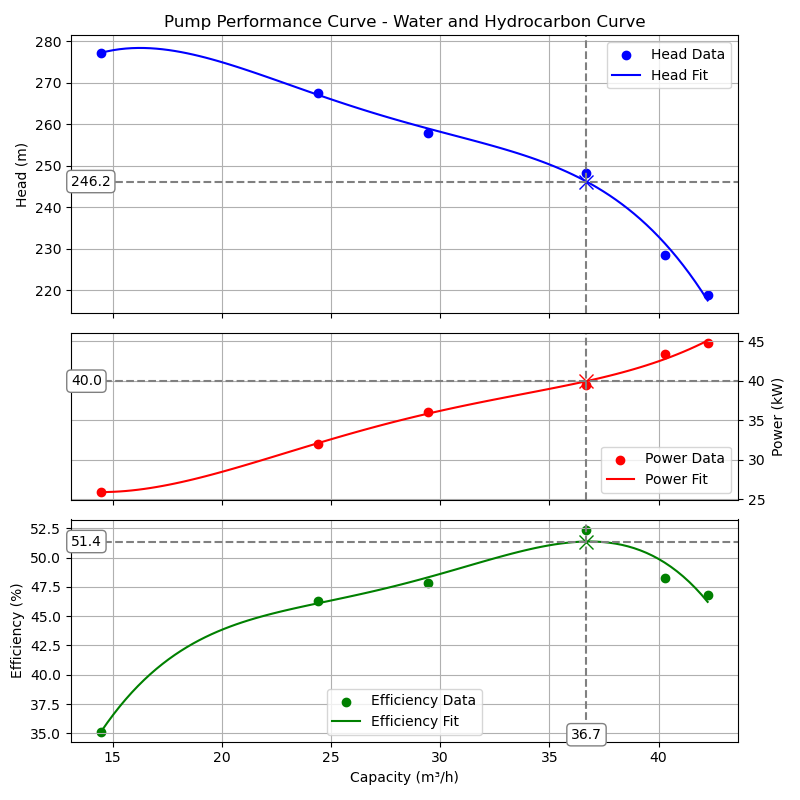 Pump Performance Curve - Water and Hydrocarbon Curve
280
270
260
250
240
230
220
Head (m)
246.2
Head Data
Head Fit
45
40
35
30
25
Power (kW)
40.0
Power Data
Power Fit
52.5
50.0
47.5
45.0
42.5
40.0
37.5
35.0
Efficiency (%)
51.4
Efficiency Data
Efficiency Fit
36.7
15 20 25 30 35 40
Capacity (m³/h)